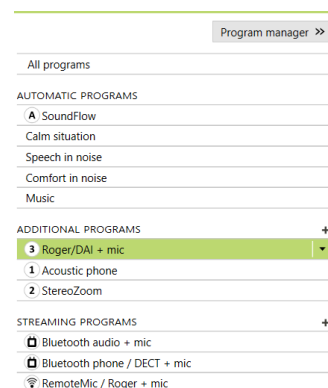 Program manager »
All programs
AUTOMATIC PROGRAMS
A SoundFlow
Calm situation
Speech in noise
Comfort in noise
Music
ADDITIONAL PROGRAMS +
3 Roger/DAI + mic
1 Acoustic phone
2 StereoZoom
STREAMING PROGRAMS +
Bluetooth audio + mic
Bluetooth phone / DECT + mic
RemoteMic / Roger + mic